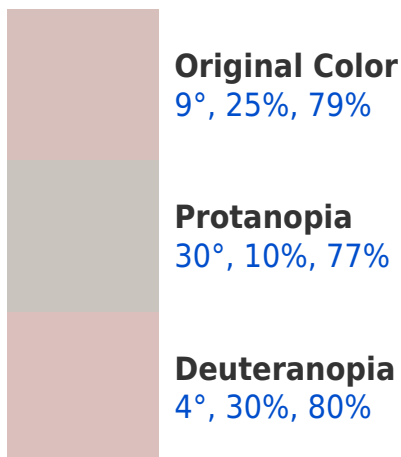 Original Color
9°, 25%, 79%
Protanopia
30°, 10%, 77%
Deuteranopia
4°, 30%, 80%